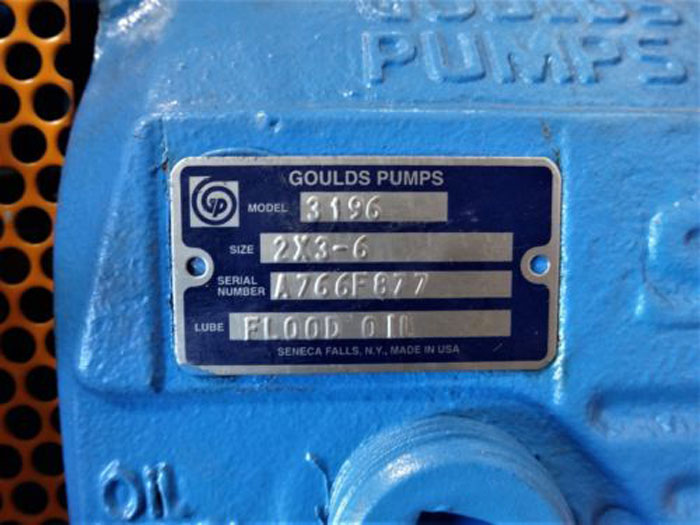 GOULDS
PUMPS
GOULDS PUMPS
MODEL 3196
SIZE 2X3-6
SERIAL NUMBER A766F877
LUBE FLOOD OIL
SENECA FALLS, N.Y., MADE IN USA
OIL